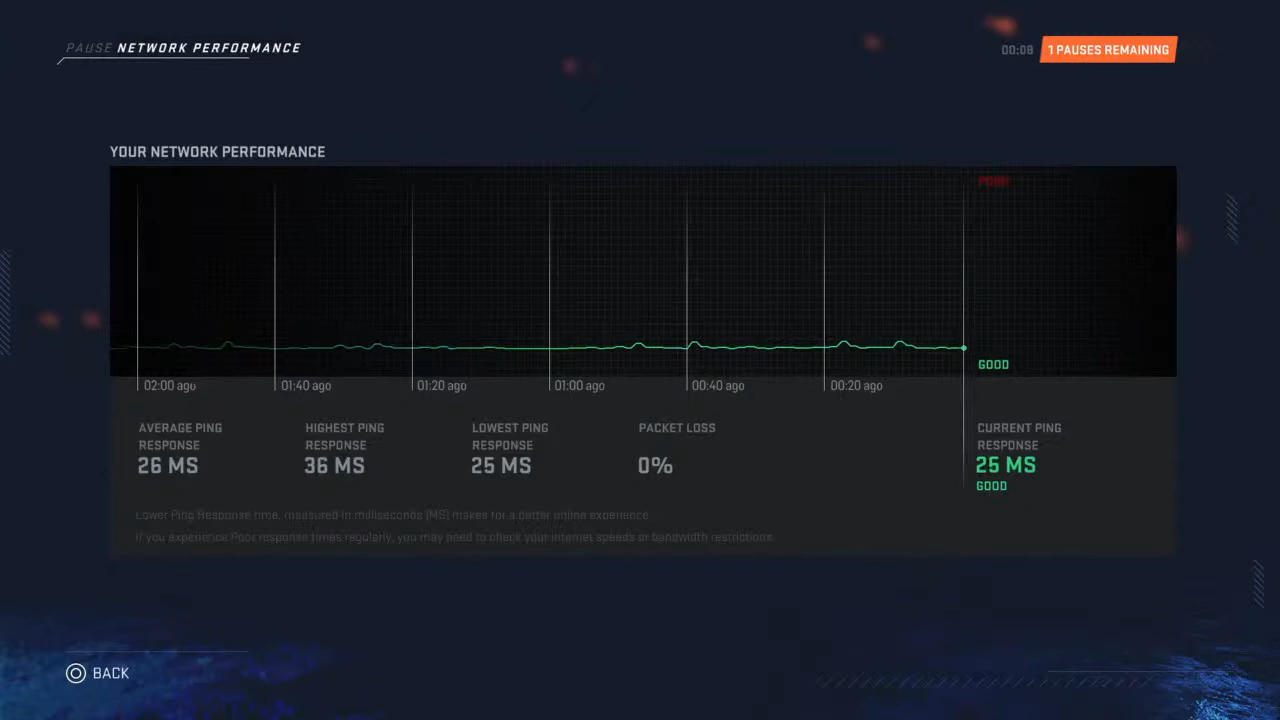 PAUSE NETWORK PERFORMANCE
00:09 1 PAUSES REMAINING
YOUR NETWORK PERFORMANCE
POOR
GOOD
02:00 ago 01:40 ago 01:20 ago 01:00 ago 00:40 ago 00:20 ago
AVERAGE PING HIGHEST PING LOWEST PING PACKET LOSS CURRENT PING
RESPONSE RESPONSE RESPONSE RESPONSE
26 MS 36 MS 25 MS 0% 25 MS
GOOD
Lower Ping Response time, measured in milliseconds (MS) makes for a better online experience.
If you experience Poor response times regularly, you may need to check your internet speeds or bandwidth restrictions.
BACK